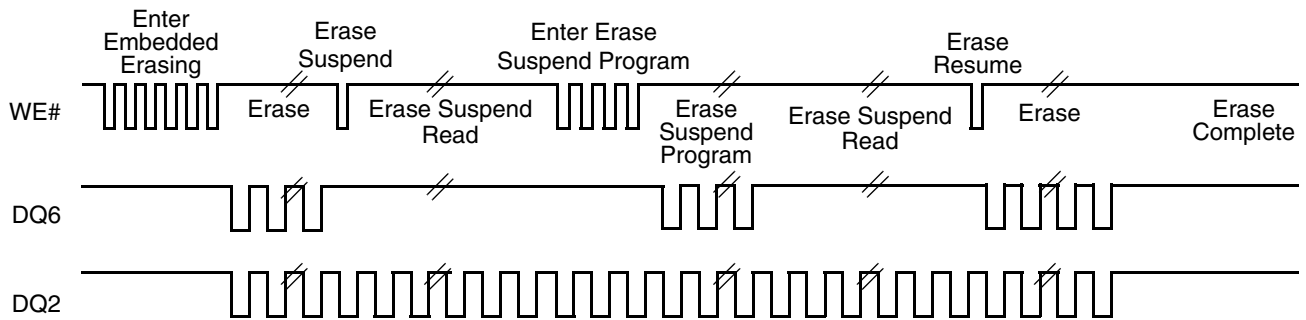 Enter
Embedded
Erasing
Erase
Suspend
Enter Erase
Suspend Program
Erase
Resume
WE#
Erase
Erase Suspend
Read
Erase
Suspend
Program
Erase Suspend
Read
Erase
Erase
Complete
DQ6
DQ2